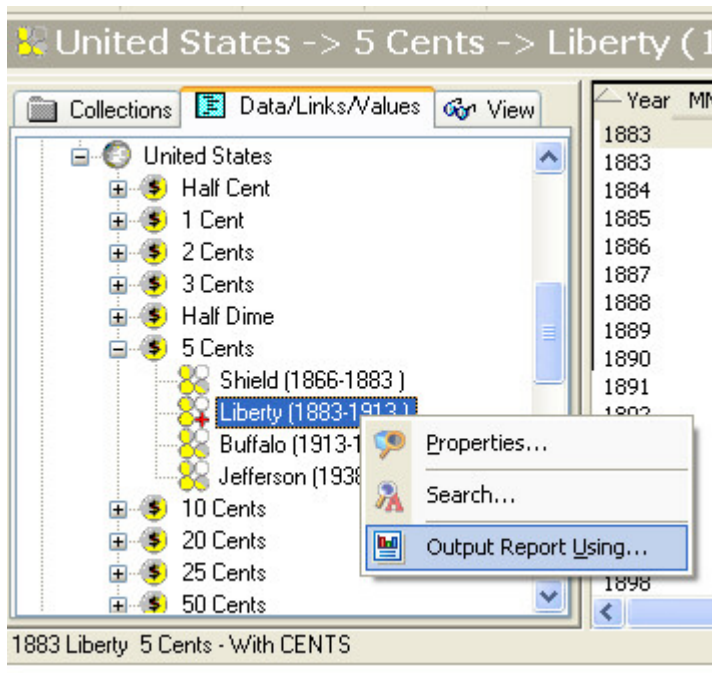 United States -> 5 Cents -> Liberty (1
Collections Data/Links/Values View
United States
Half Cent
1 Cent
2 Cents
3 Cents
Half Dime
5 Cents
Shield (1866-1883 )
Liberty (1883-1913 )
Buffalo (1913-1
Jefferson (1938
10 Cents
20 Cents
25 Cents
50 Cents
Properties...
Search...
Output Report Using...
Year MM
1883
1883
1884
1885
1886
1887
1888
1889
1890
1891
1892
1898
1883 Liberty 5 Cents - With CENTS